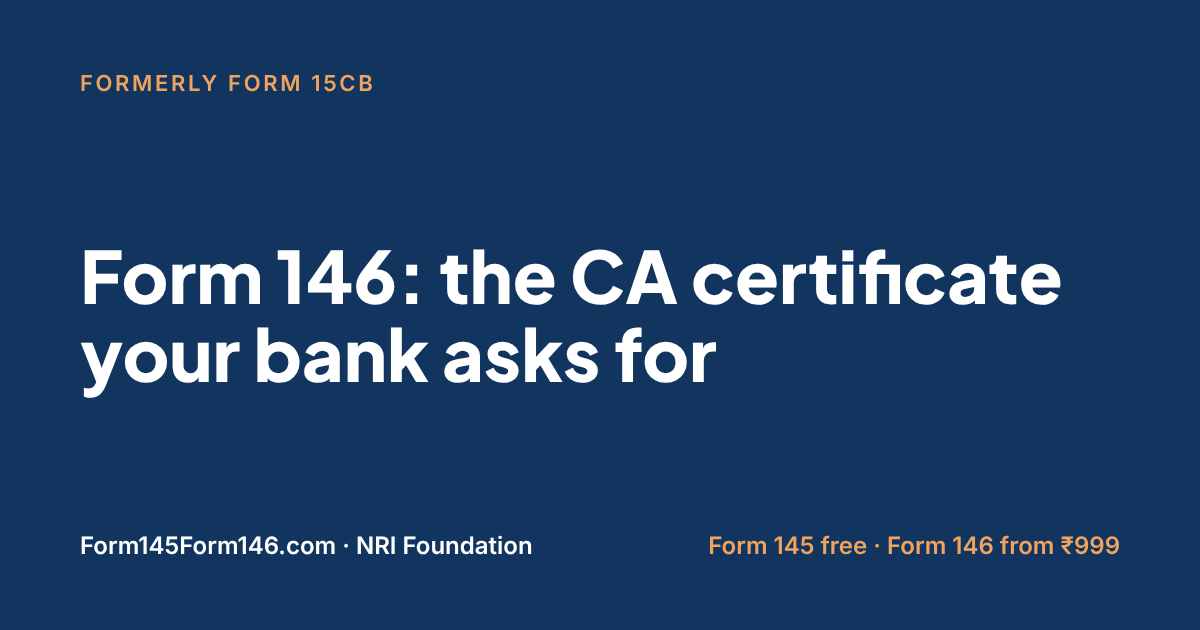 FORMERLY FORM 15CB
Form 146: the CA certificate
your bank asks for
Form145Form146.com · NRI Foundation
Form 145 free · Form 146 from ₹999